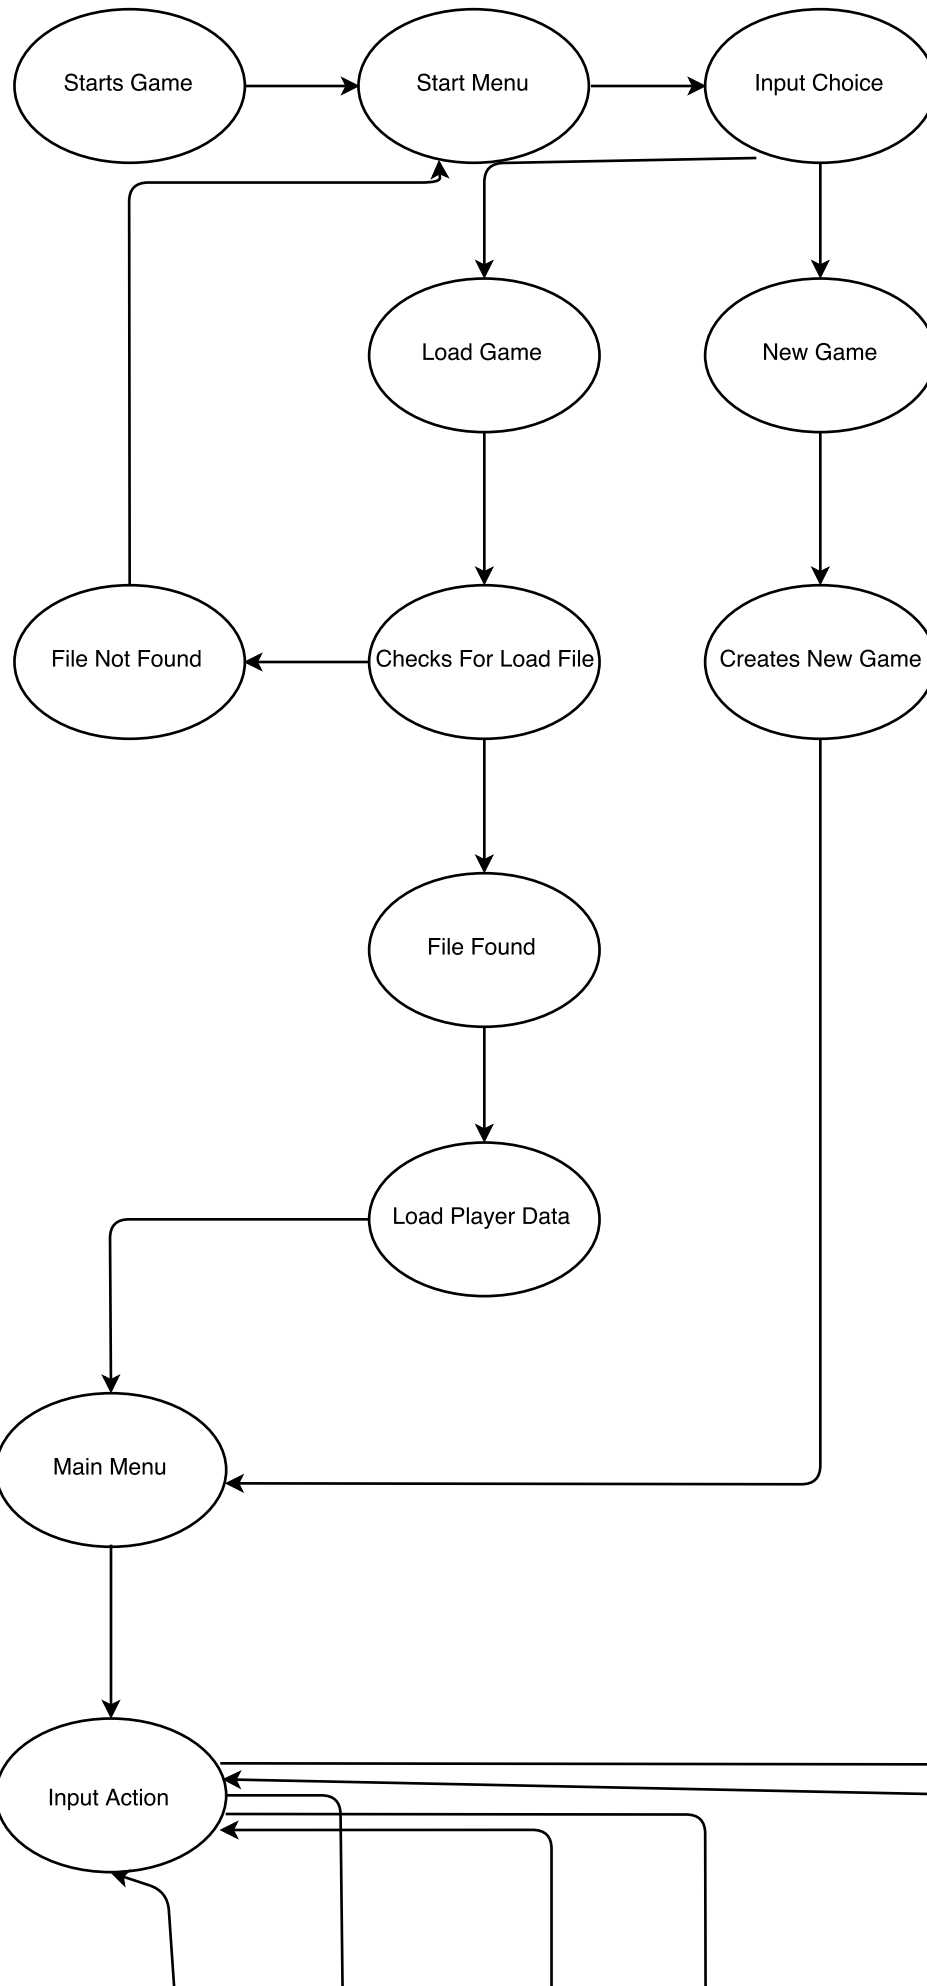 Starts Game
Start Menu
Input Choice
Load Game
New Game
File Not Found
Checks For Load File
Creates New Game
File Found
Load Player Data
Main Menu
Input Action